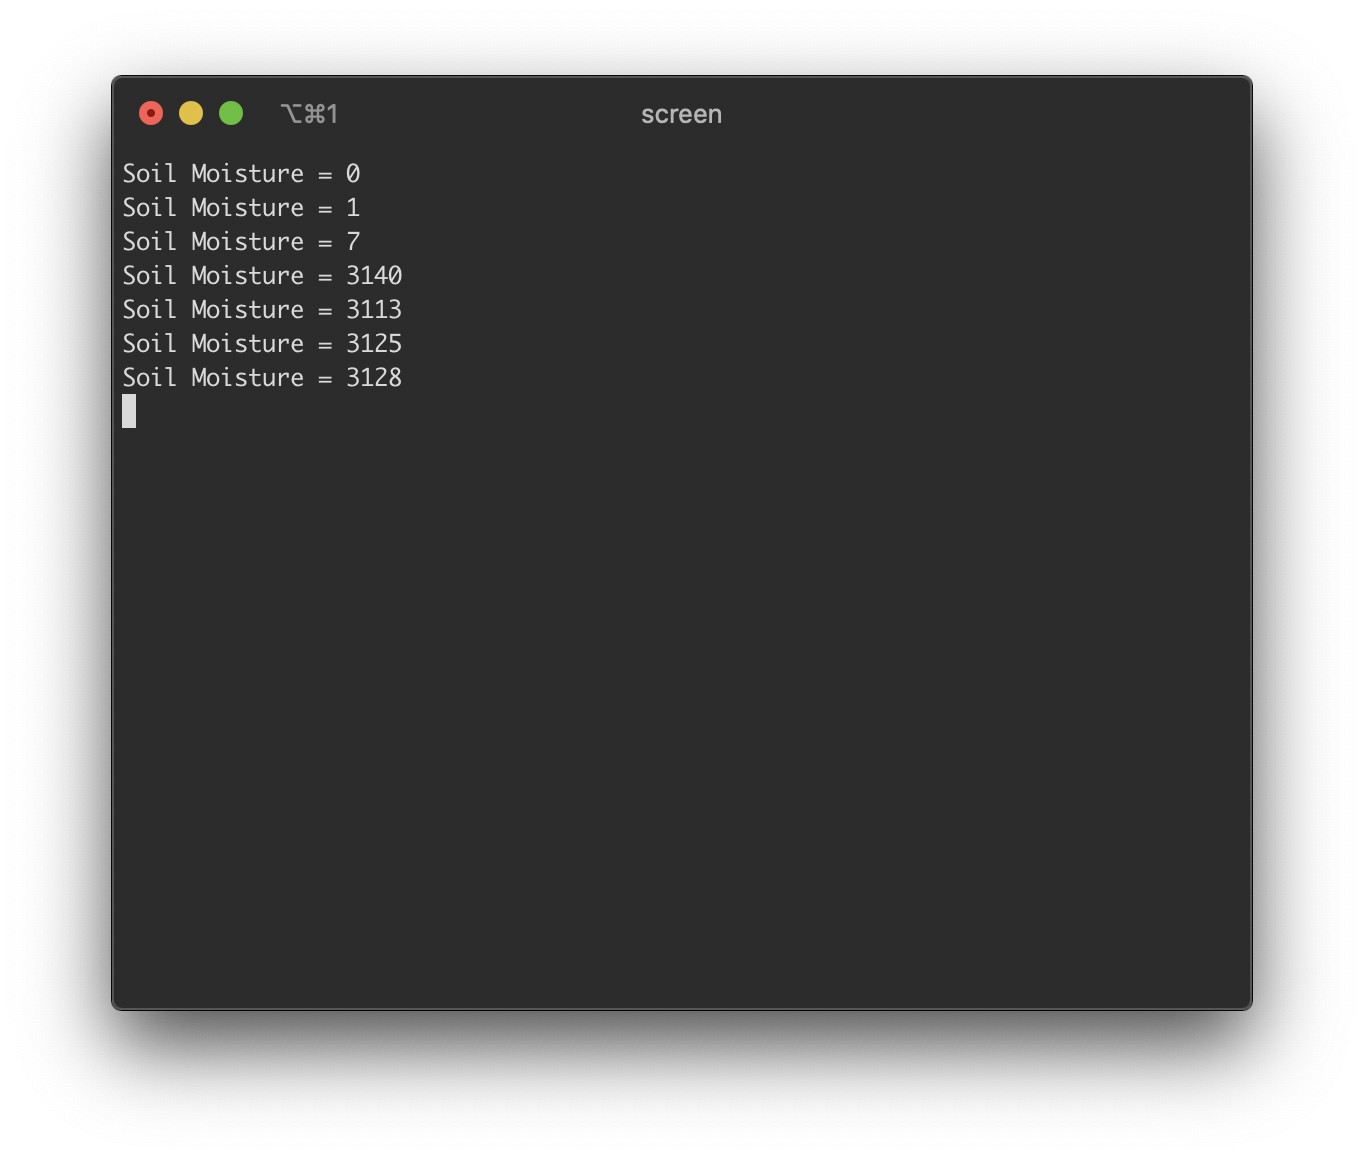 ⌥⌘1
screen
Soil Moisture = 0
Soil Moisture = 1
Soil Moisture = 7
Soil Moisture = 3140
Soil Moisture = 3113
Soil Moisture = 3125
Soil Moisture = 3128